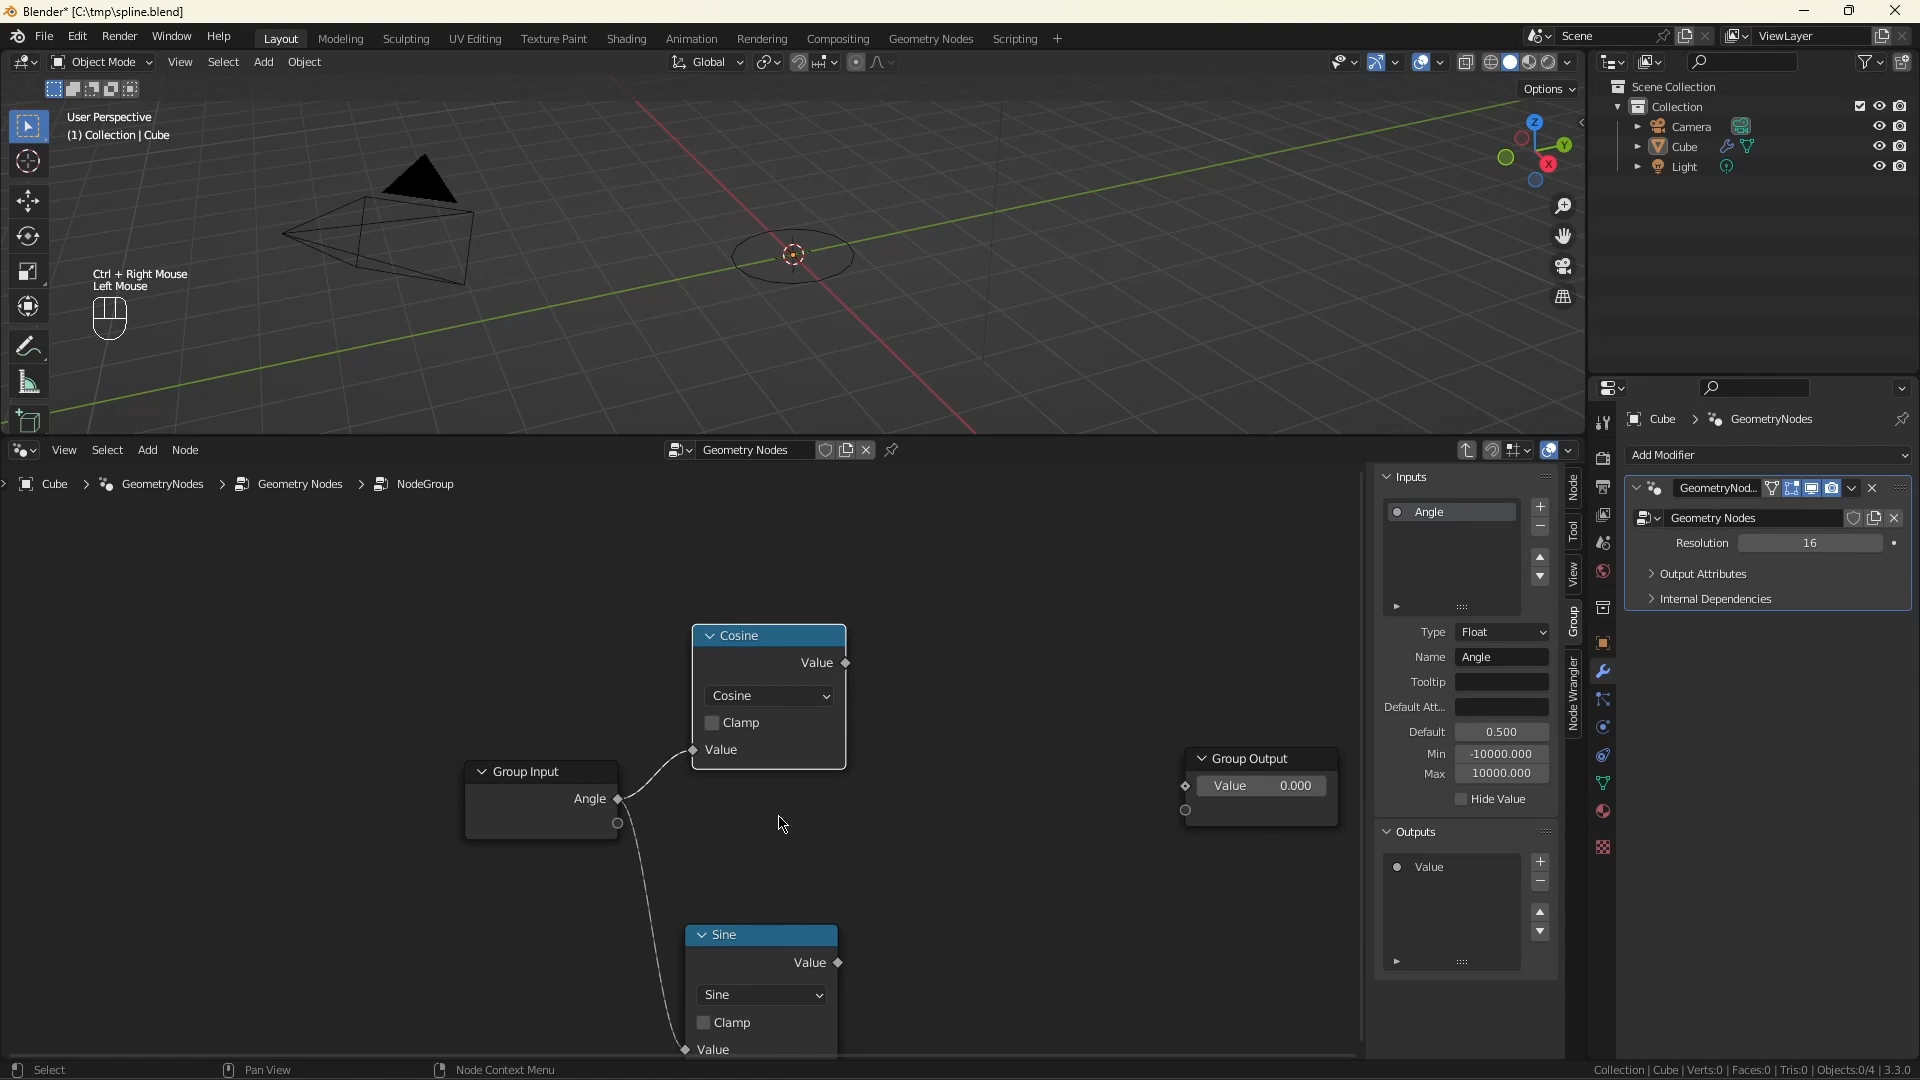 Blender* [C:\tmp\spline.blend]
File Edit Render Window Help
Layout Modeling Sculpting UV Editing Texture Paint Shading Animation Rendering Compositing Geometry Nodes Scripting +
Scene
ViewLayer
Object Mode View Select Add Object
Global
Options
User Perspective
(1) Collection | Cube
Z
Y
X
Ctrl + Right Mouse
Left Mouse
Scene Collection
Collection
Camera
Cube
Light
View Select Add Node
Geometry Nodes
Cube GeometryNodes Geometry Nodes NodeGroup
Cosine
Value
Cosine
Clamp
Value
Group Input
Angle
Sine
Value
Sine
Clamp
Value
Group Output
Value 0.000
Inputs
Angle
Type Float
Name Angle
Tooltip
Default Att...
Default 0.500
Min -10000.000
Max 10000.000
Hide Value
Outputs
Value
Node
Tool
View
Group
Node Wrangler
Cube GeometryNodes
Add Modifier
GeometryNod...
Geometry Nodes
Resolution 16
Output Attributes
Internal Dependencies
Select
Pan View
Node Context Menu
Collection | Cube | Verts:0 | Faces:0 | Tris:0 | Objects:0/4 | 3.3.0